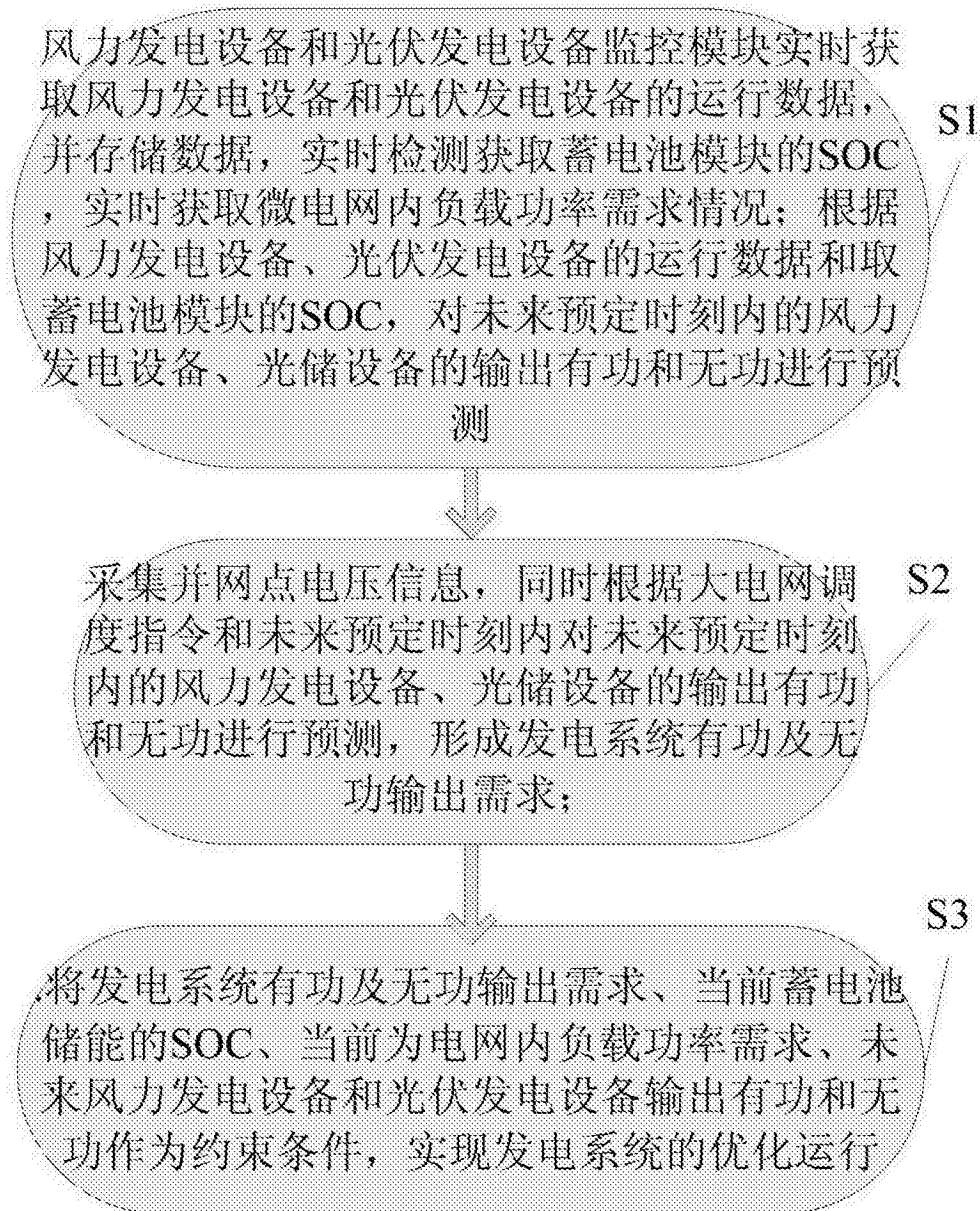 风力发电设备和光伏发电设备监控模块实时获
取风力发电设备和光伏发电设备的运行数据,
并存储数据,实时检测获取蓄电池模块的SOC
,实时获取微电网内负载功率需求情况;根据
风力发电设备、光伏发电设备的运行数据和取
蓄电池模块的SOC,对未来预定时刻内的风力
发电设备、光储设备的输出有功和无功进行预
测
S1
采集并网点电压信息,同时根据大电网调
度指令和未来预定时刻内对未来预定时刻
内的风力发电设备、光储设备的输出有功
和无功进行预测,形成发电系统有功及无
功输出需求;
S2
.将发电系统有功及无功输出需求、当前蓄电池
储能的SOC、当前为电网内负载功率需求、未
来风力发电设备和光伏发电设备输出有功和无
功作为约束条件,实现发电系统的优化运行
S3